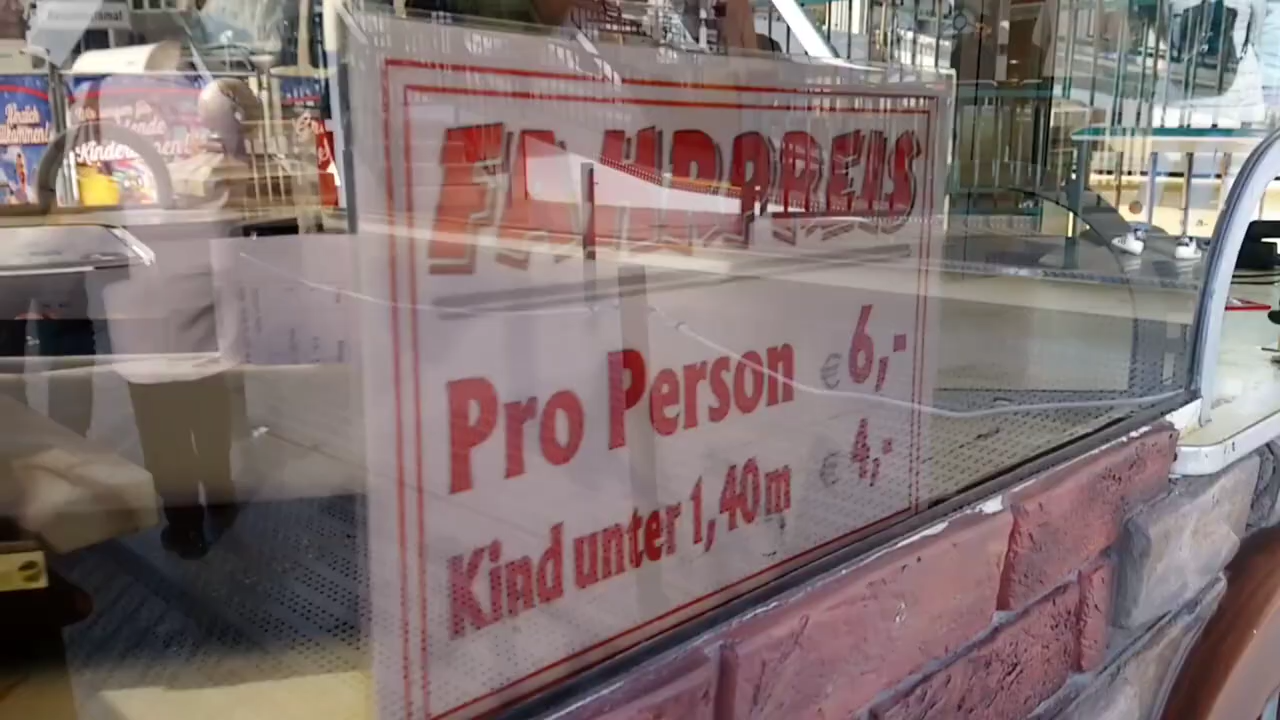 FAHRPREIS
Pro Person € 6,-
Kind unter 1,40 m € 4,-